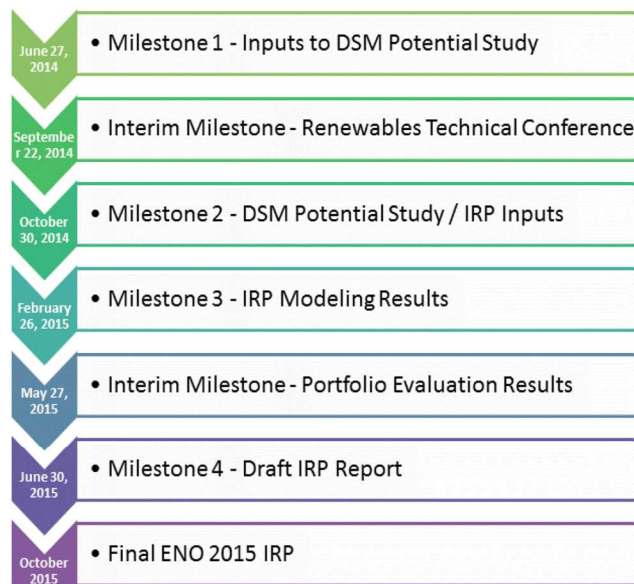 June 27,
2014
• Milestone 1 - Inputs to DSM Potential Study
Septembe
r 22, 2014
• Interim Milestone - Renewables Technical Conference
October
30, 2014
• Milestone 2 - DSM Potential Study / IRP Inputs
February
26, 2015
• Milestone 3 - IRP Modeling Results
May 27,
2015
• Interim Milestone - Portfolio Evaluation Results
June 30,
2015
• Milestone 4 - Draft IRP Report
October
2015
• Final ENO 2015 IRP